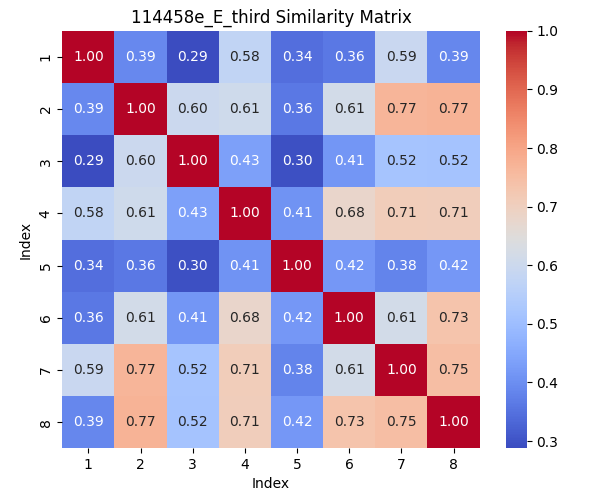 114458e_E_third Similarity Matrix
1 1.00 0.39 0.29 0.58 0.34 0.36 0.59 0.39
2 0.39 1.00 0.60 0.61 0.36 0.61 0.77 0.77
3 0.29 0.60 1.00 0.43 0.30 0.41 0.52 0.52
4 0.58 0.61 0.43 1.00 0.41 0.68 0.71 0.71
5 0.34 0.36 0.30 0.41 1.00 0.42 0.38 0.42
6 0.36 0.61 0.41 0.68 0.42 1.00 0.61 0.73
7 0.59 0.77 0.52 0.71 0.38 0.61 1.00 0.75
8 0.39 0.77 0.52 0.71 0.42 0.73 0.75 1.00
1 2 3 4 5 6 7 8
Index
Index
1.0
0.9
0.8
0.7
0.6
0.5
0.4
0.3